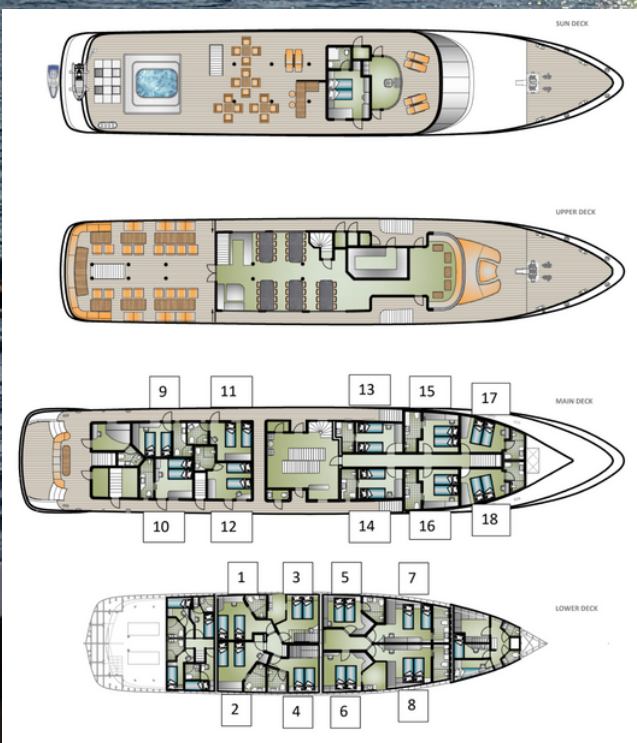 SUN DECK
UPPER DECK
9 11 13 15 17
MAIN DECK
10 12 14 16 18
1 3 5 7
LOWER DECK
2 4 6 8